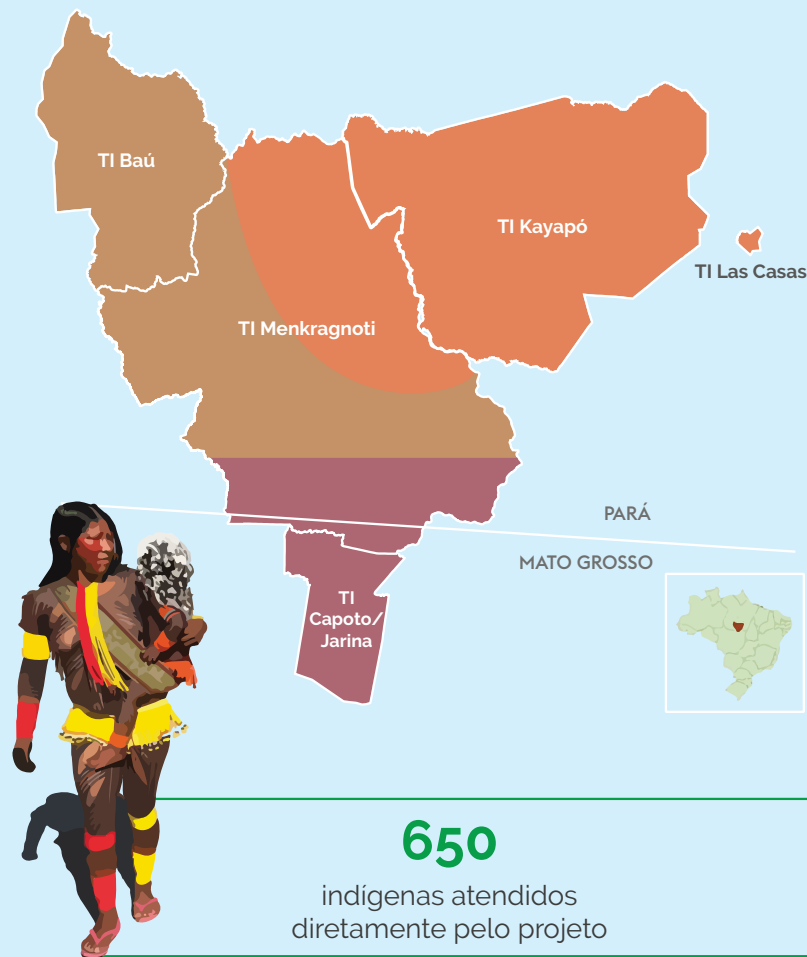 TI Baú
TI Kayapó
TI Las Casas
TI Menkragnoti
PARÁ
MATO GROSSO
TI
Capoto/
Jarina
650
indígenas atendidos
diretamente pelo projeto